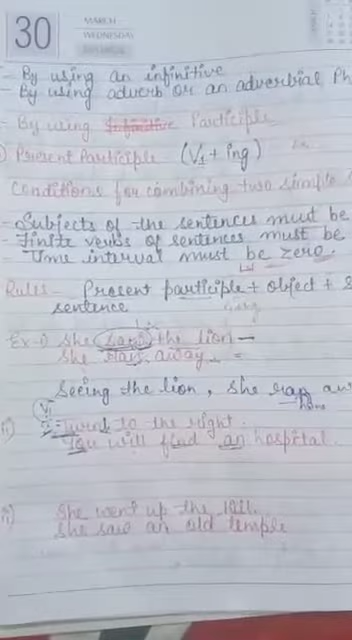 30
MARCH
WEDNESDAY
- By using an infinitive
- By using adverb or an adverbial Ph
- By using Participle
Present Participle (V1 + ing)
Conditions for combining two simple
- Subjects of the sentences must be
- Finite verbs of sentences must be
- Time interval must be zero.
Rules - Present participle + object + S
sentence
Ex-i) She saw the lion
She ran away
Seeing the lion, she ran aw
ii) Turn to the right.
You will find an hospital.
She went up the hill.
She saw an old temple